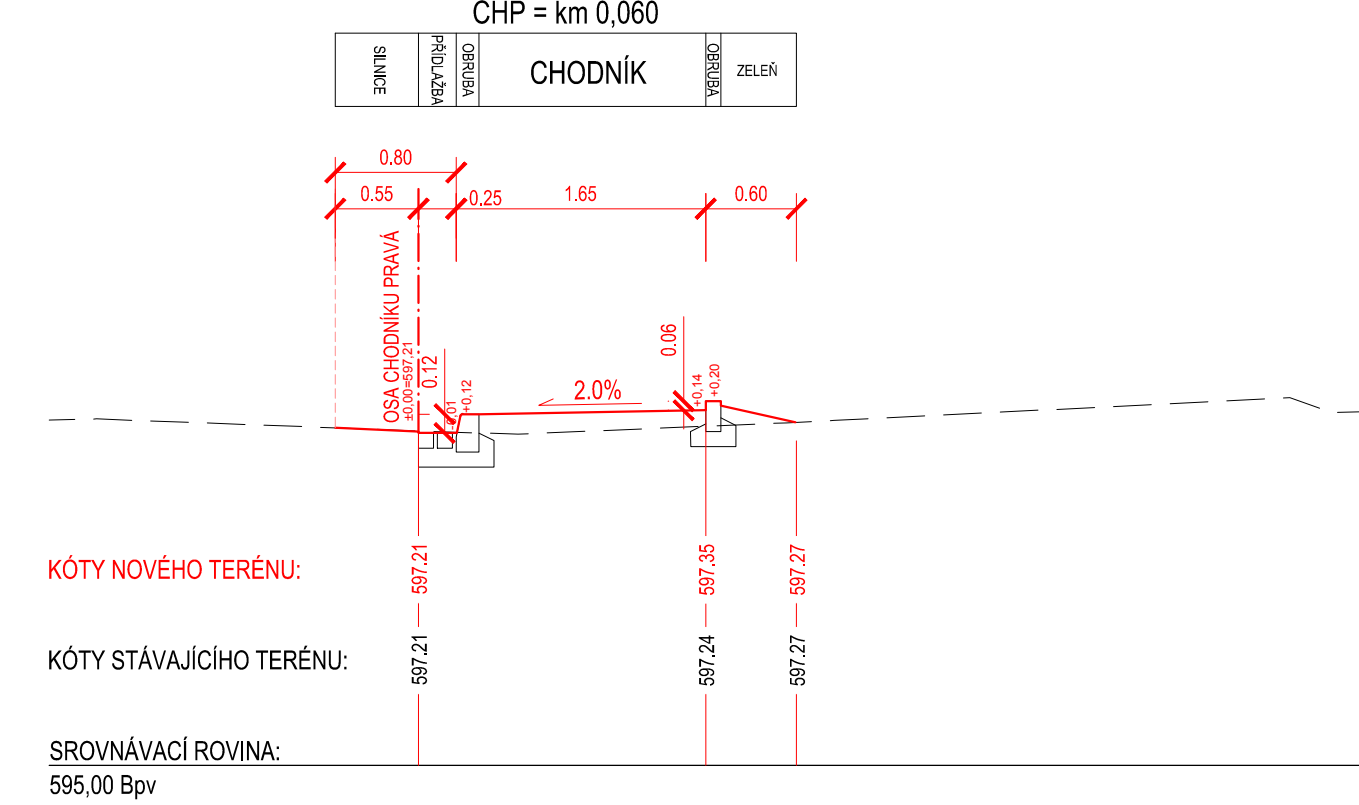 CHP = km 0,060
SILNICE
PŘÍDLAŽBA
OBRUBA
CHODNÍK
OBRUBA
ZELEŇ
0.80
0.55
0.25
1.65
0.60
OSA CHODNÍKU PRAVÁ
±0,00=597,21
0.12
-0,01
+0,12
2.0%
0.06
+0,14
+0,20
KÓTY NOVÉHO TERÉNU:
597.21
597.35
597.27
KÓTY STÁVAJÍCÍHO TERÉNU:
597.21
597.24
597.27
SROVNÁVACÍ ROVINA:
595,00 Bpv